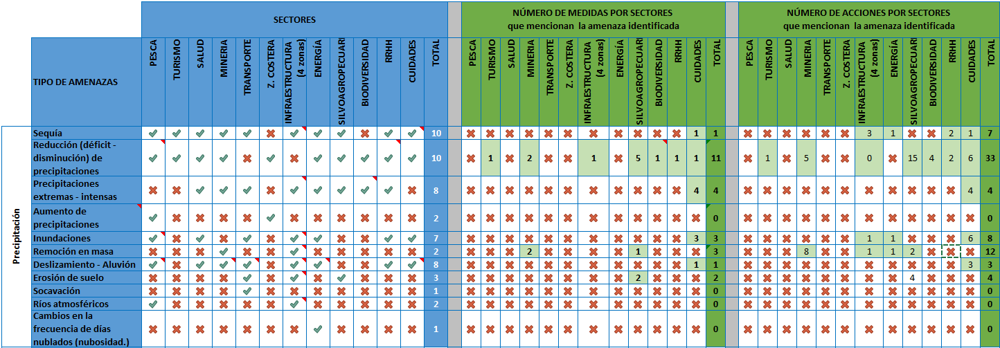 SECTORES
NÚMERO DE MEDIDAS POR SECTORES
que mencionan la amenaza identificada
NÚMERO DE ACCIONES POR SECTORES
que mencionan la amenaza identificada
TIPO DE AMENAZAS
PESCA
TURISMO
SALUD
MINERIA
TRANSPORTE
Z. COSTERA
INFRAESTRUCTURA
(4 zonas)
ENERGÍA
SILVOAGROPECUARI
BIODIVERSIDAD
RRHH
CUIDADES
TOTAL
PESCA
TURISMO
SALUD
MINERIA
TRANSPORTE
Z. COSTERA
INFRAESTRUCTURA
(4 zonas)
ENERGÍA
SILVOAGROPECUARI
BIODIVERSIDAD
RRHH
CUIDADES
TOTAL
PESCA
TURISMO
SALUD
MINERIA
TRANSPORTE
Z. COSTERA
INFRAESTRUCTURA
(4 zonas)
ENERGÍA
SILVOAGROPECUARI
BIODIVERSIDAD
RRHH
CUIDADES
TOTAL
Precipitación
Sequía 10 1 1 1 3 1 2 1 7
Reducción (déficit -
disminución) de
precipitaciones
10 1 2 1 5 1 1 1 11 1 5 0 15 4 2 6 33
Precipitaciones
extremas - intensas
8 4 4 4 4
Aumento de
precipitaciones
2 0 0
Inundaciones 7 3 3 1 1 6 8
Remoción en masa 2 2 1 3 8 1 1 2 12
Deslizamiento - Aluvión 8 1 1 3 3
Erosión de suelo 3 2 2 4 4
Socavación 1 0 0
Ríos atmosféricos 2 0 0
Cambios en la
frecuencia de días
nublados (nubosidad.)
1 0 0